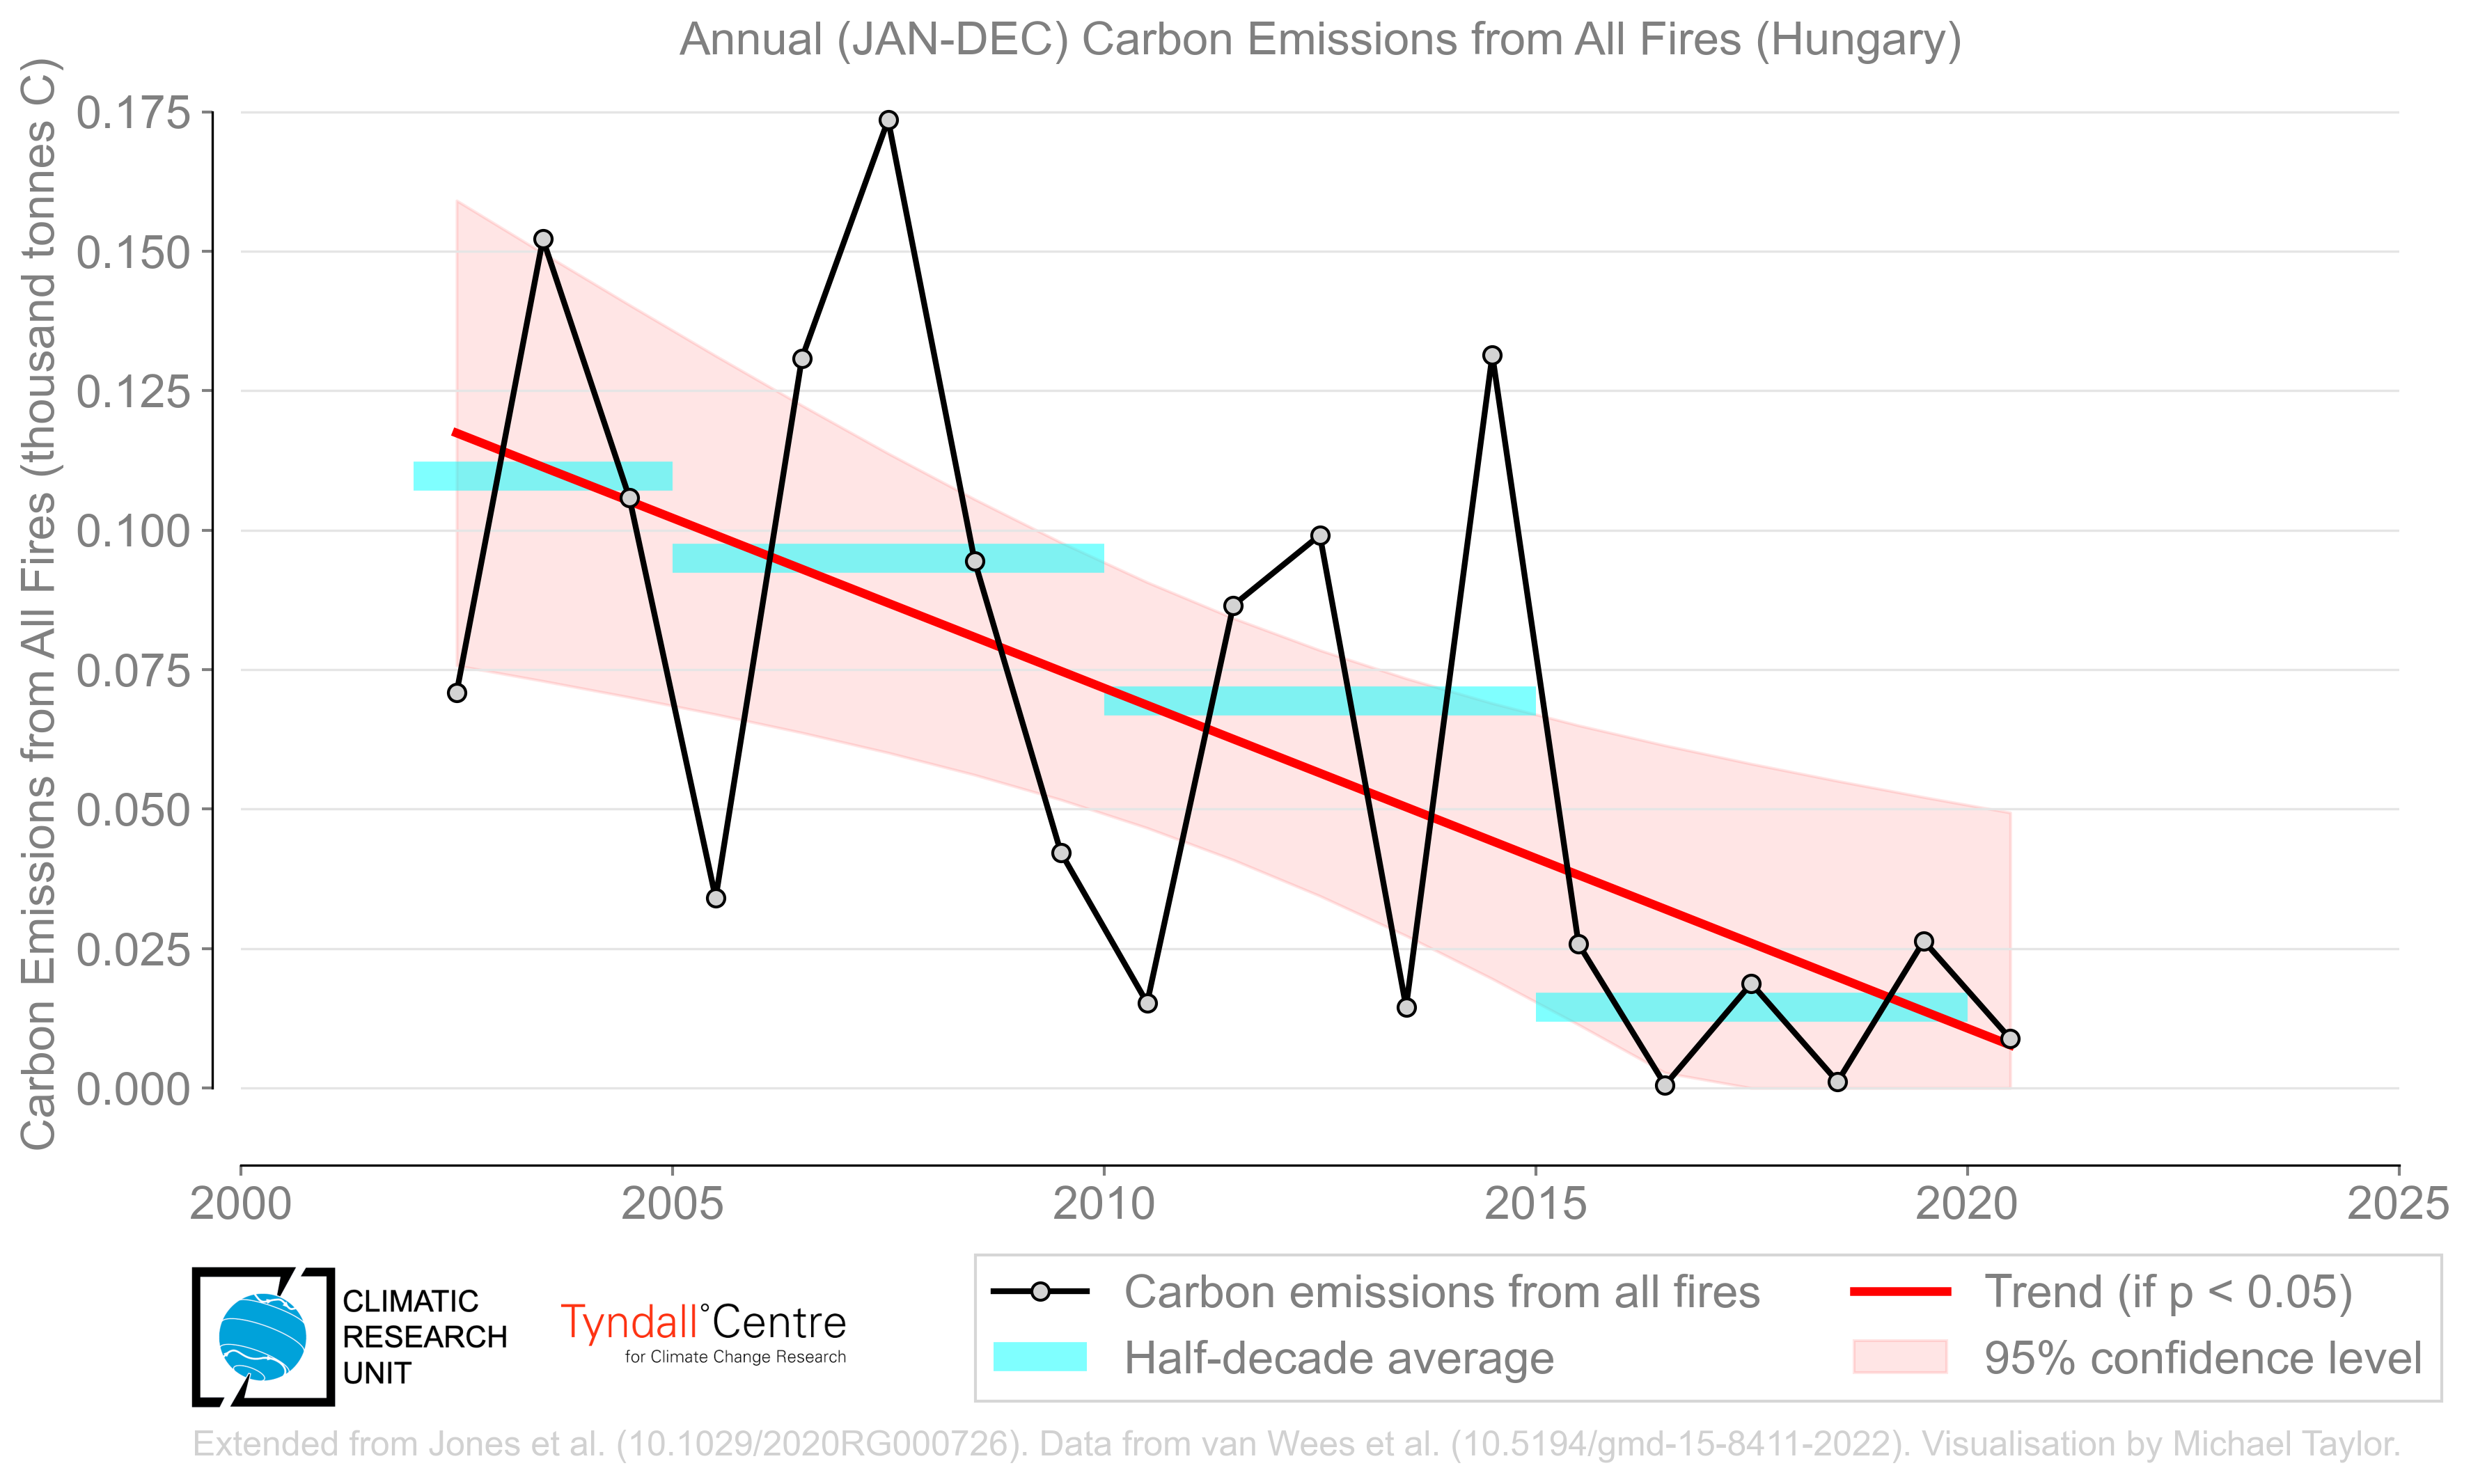 Annual (JAN-DEC) Carbon Emissions from All Fires (Hungary)
Carbon Emissions from All Fires (thousand tonnes C)
0.175
0.150
0.125
0.100
0.075
0.050
0.025
0.000
2000 2005 2010 2015 2020 2025
CLIMATIC
RESEARCH
UNIT
Tyndall°Centre
for Climate Change Research
Carbon emissions from all fires
Half-decade average
Trend (if p < 0.05)
95% confidence level
Extended from Jones et al. (10.1029/2020RG000726). Data from van Wees et al. (10.5194/gmd-15-8411-2022). Visualisation by Michael Taylor.